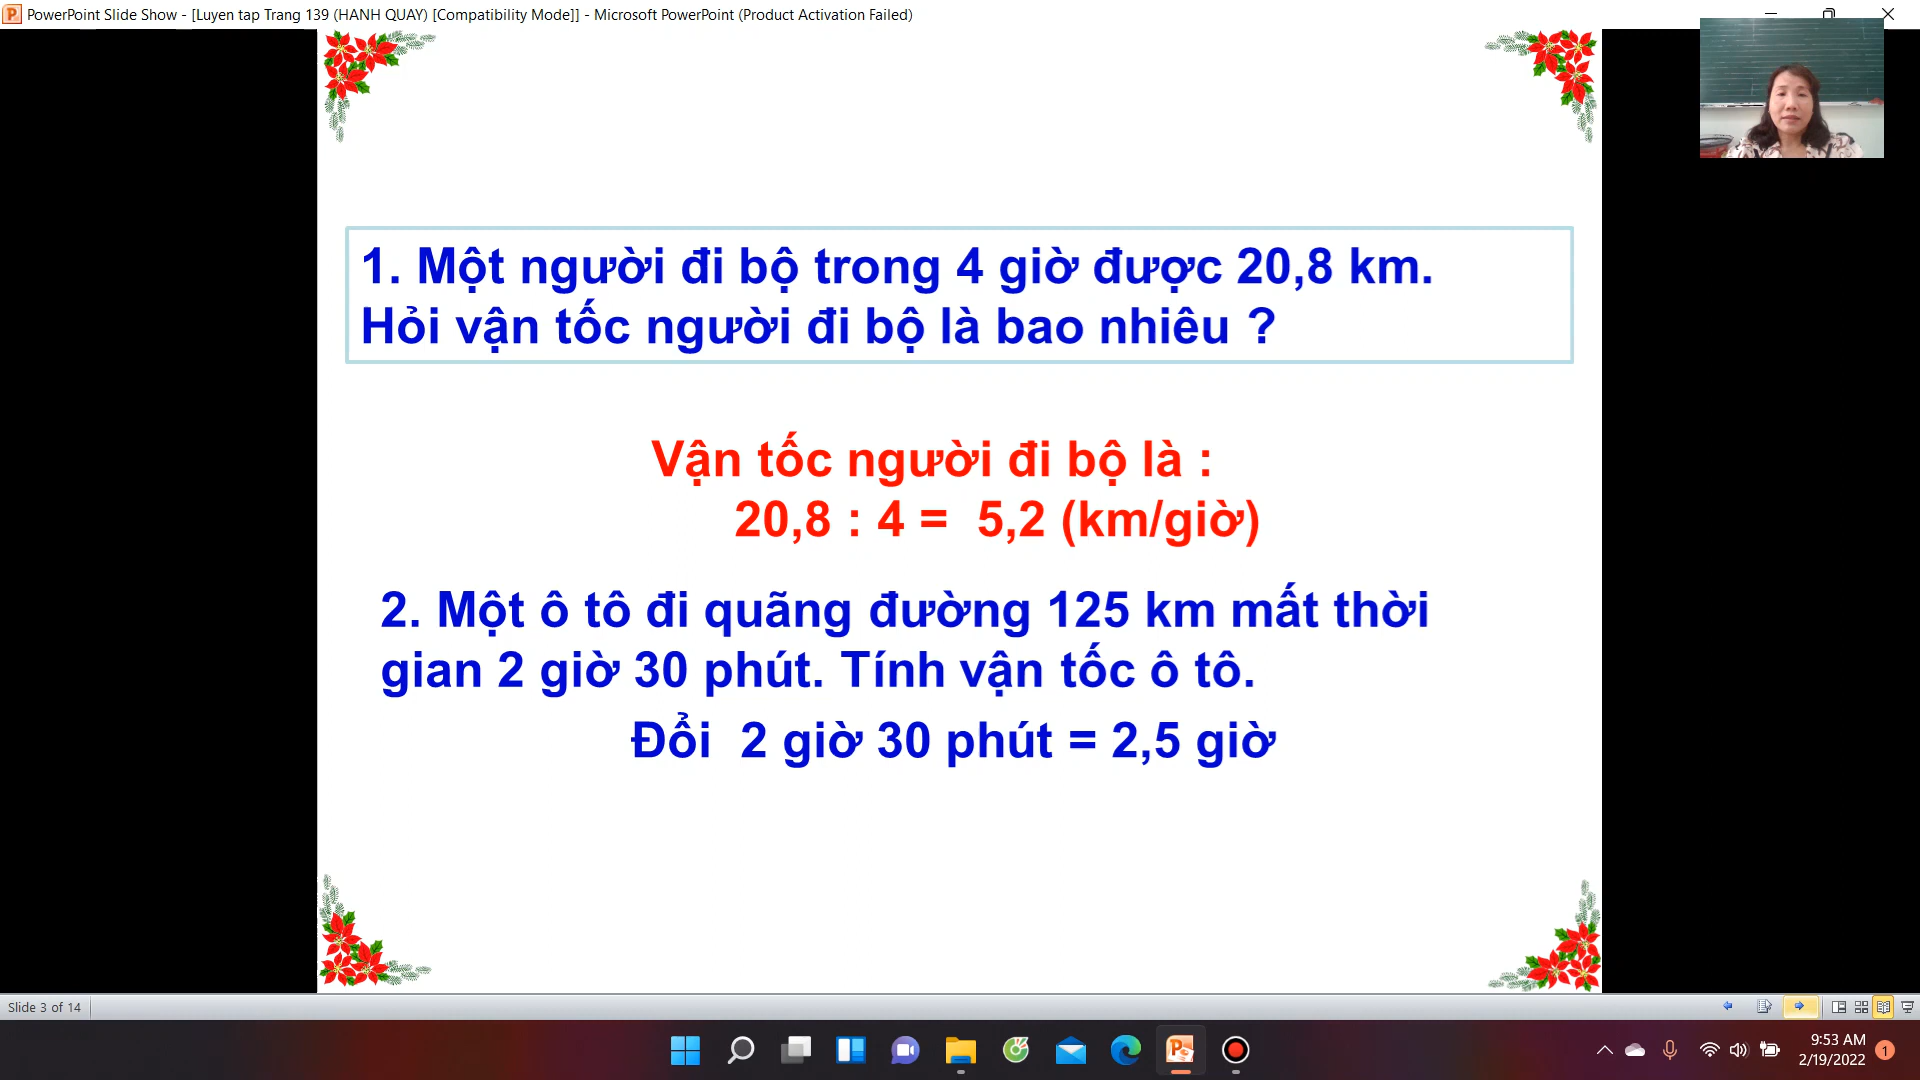 PowerPoint Slide Show - [Luyen tap Trang 139 (HANH QUAY) [Compatibility Mode]] - Microsoft PowerPoint (Product Activation Failed)
1. Một người đi bộ trong 4 giờ được 20,8 km.
Hỏi vận tốc người đi bộ là bao nhiêu ?
Vận tốc người đi bộ là :
20,8 : 4 = 5,2 (km/giờ)
2. Một ô tô đi quãng đường 125 km mất thời
gian 2 giờ 30 phút. Tính vận tốc ô tô.
Đổi 2 giờ 30 phút = 2,5 giờ
Slide 3 of 14
9:53 AM
2/19/2022
1